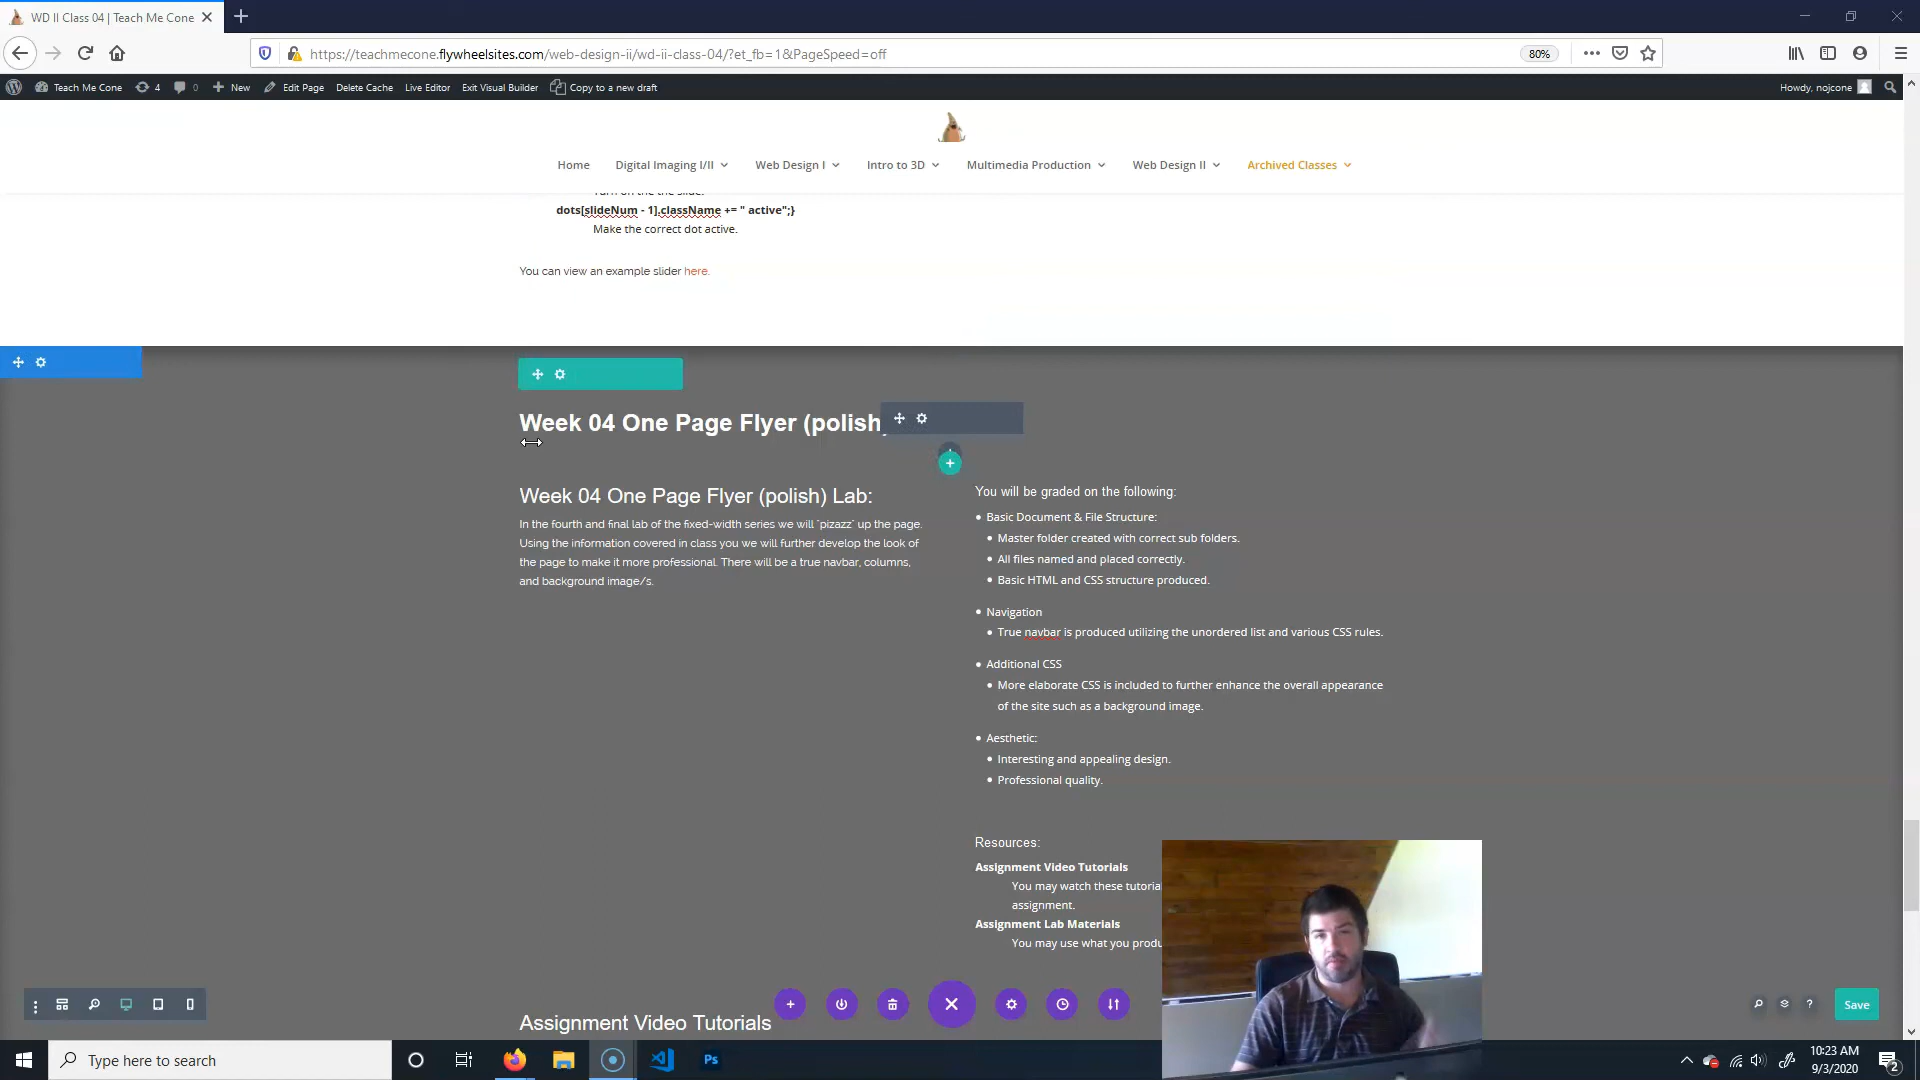 WD II Class 04 | Teach Me Cone
https://teachmecone.flywheelsites.com/web-design-ii/wd-ii-class-04/?et_fb=1&PageSpeed=off
80%
Teach Me Cone
4
0
New
Edit Page
Delete Cache
Live Editor
Exit Visual Builder
Copy to a new draft
Howdy, nojcone
Home
Digital Imaging I/II
Web Design I
Intro to 3D
Multimedia Production
Web Design II
Archived Classes
Turn on the the slide.
dots[slideNum - 1].className += " active";}
Make the correct dot active.
You can view an example slider here.
Week 04 One Page Flyer (polish)
Week 04 One Page Flyer (polish) Lab:
In the fourth and final lab of the fixed-width series we will "pizazz" up the page.
Using the information covered in class you we will further develop the look of
the page to make it more professional. There will be a true navbar, columns,
and background image/s.
You will be graded on the following:
Basic Document & File Structure:
Master folder created with correct sub folders.
All files named and placed correctly.
Basic HTML and CSS structure produced.
Navigation
True navbar is produced utilizing the unordered list and various CSS rules.
Additional CSS
More elaborate CSS is included to further enhance the overall appearance
of the site such as a background image.
Aesthetic:
Interesting and appealing design.
Professional quality.
Resources:
Assignment Video Tutorials
You may watch these tutoria
assignment.
Assignment Lab Materials
You may use what you produ
Assignment Video Tutorials
Save
Type here to search
Ps
10:23 AM
9/3/2020
2